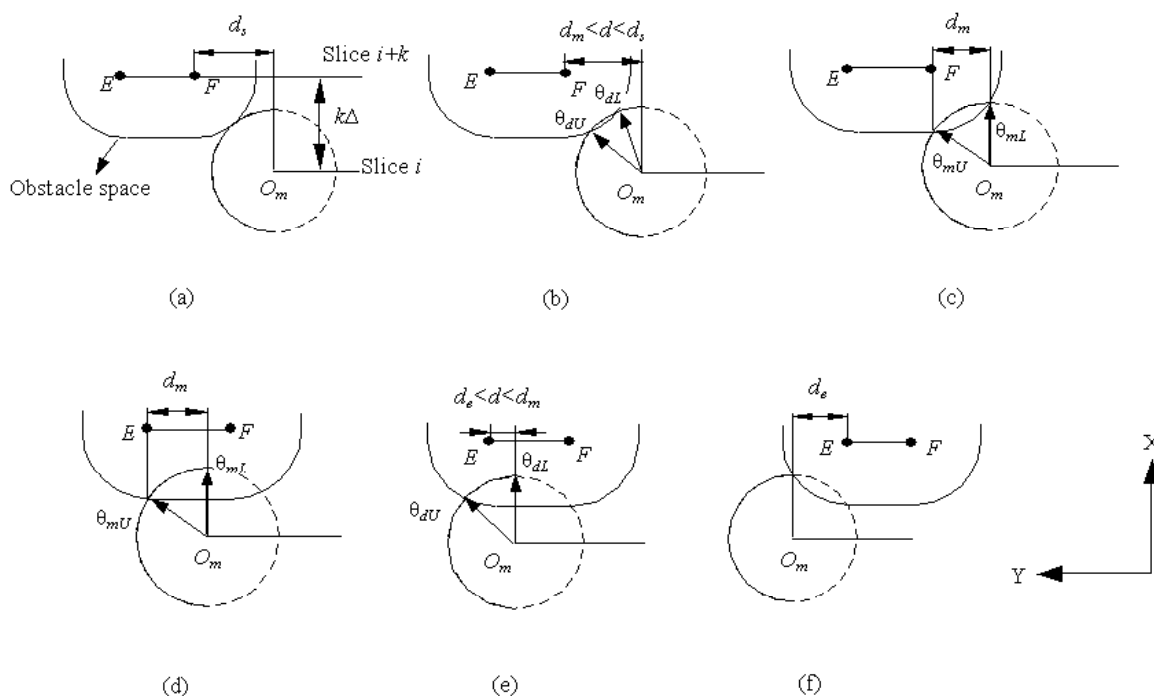 d_s
Slice i+k
E F
kΔ
Slice i
O_m
Obstacle space
(a)
d_m<d<d_s
E F
θ_dL
θ_dU
O_m
(b)
d_m
E F
θ_mL
θ_mU
O_m
(c)
d_m
E F
θ_mL
θ_mU
O_m
(d)
d_e<d<d_m
E F
θ_dL
θ_dU
O_m
(e)
d_e
E F
O_m
(f)
X
Y